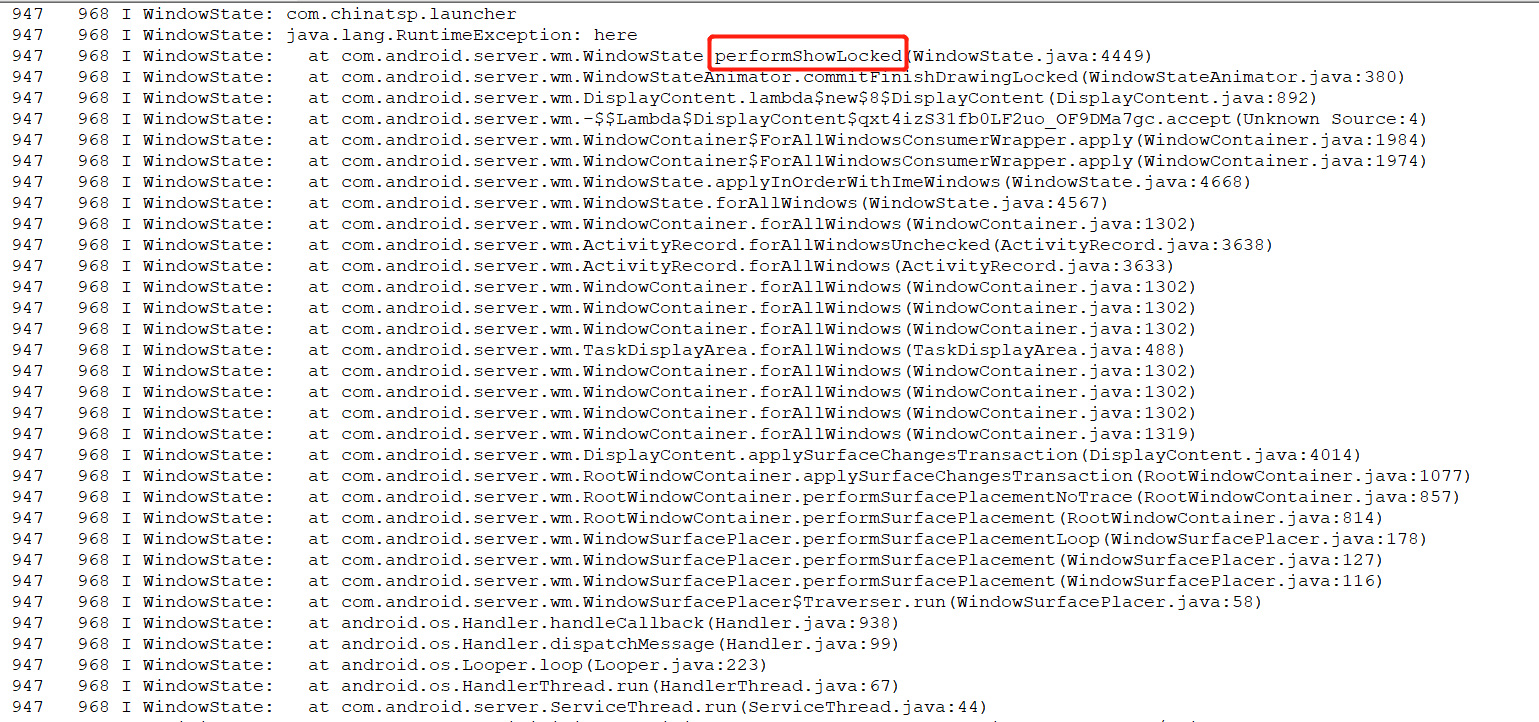 947 968 I WindowState: com.chinatsp.launcher
947 968 I WindowState: java.lang.RuntimeException: here
947 968 I WindowState: at com.android.server.wm.WindowState.performShowLocked(WindowState.java:4449)
947 968 I WindowState: at com.android.server.wm.WindowStateAnimator.commitFinishDrawingLocked(WindowStateAnimator.java:380)
947 968 I WindowState: at com.android.server.wm.DisplayContent.lambda$new$8$DisplayContent(DisplayContent.java:892)
947 968 I WindowState: at com.android.server.wm.-$$Lambda$DisplayContent$qxt4izS31fb0LF2uo_OF9DMa7gc.accept(Unknown Source:4)
947 968 I WindowState: at com.android.server.wm.WindowContainer$ForAllWindowsConsumerWrapper.apply(WindowContainer.java:1984)
947 968 I WindowState: at com.android.server.wm.WindowContainer$ForAllWindowsConsumerWrapper.apply(WindowContainer.java:1974)
947 968 I WindowState: at com.android.server.wm.WindowState.applyInOrderWithImeWindows(WindowState.java:4668)
947 968 I WindowState: at com.android.server.wm.WindowState.forAllWindows(WindowState.java:4567)
947 968 I WindowState: at com.android.server.wm.WindowContainer.forAllWindows(WindowContainer.java:1302)
947 968 I WindowState: at com.android.server.wm.ActivityRecord.forAllWindowsUnchecked(ActivityRecord.java:3638)
947 968 I WindowState: at com.android.server.wm.ActivityRecord.forAllWindows(ActivityRecord.java:3633)
947 968 I WindowState: at com.android.server.wm.WindowContainer.forAllWindows(WindowContainer.java:1302)
947 968 I WindowState: at com.android.server.wm.WindowContainer.forAllWindows(WindowContainer.java:1302)
947 968 I WindowState: at com.android.server.wm.WindowContainer.forAllWindows(WindowContainer.java:1302)
947 968 I WindowState: at com.android.server.wm.TaskDisplayArea.forAllWindows(TaskDisplayArea.java:488)
947 968 I WindowState: at com.android.server.wm.WindowContainer.forAllWindows(WindowContainer.java:1302)
947 968 I WindowState: at com.android.server.wm.WindowContainer.forAllWindows(WindowContainer.java:1302)
947 968 I WindowState: at com.android.server.wm.WindowContainer.forAllWindows(WindowContainer.java:1302)
947 968 I WindowState: at com.android.server.wm.WindowContainer.forAllWindows(WindowContainer.java:1319)
947 968 I WindowState: at com.android.server.wm.DisplayContent.applySurfaceChangesTransaction(DisplayContent.java:4014)
947 968 I WindowState: at com.android.server.wm.RootWindowContainer.applySurfaceChangesTransaction(RootWindowContainer.java:1077)
947 968 I WindowState: at com.android.server.wm.RootWindowContainer.performSurfacePlacementNoTrace(RootWindowContainer.java:857)
947 968 I WindowState: at com.android.server.wm.RootWindowContainer.performSurfacePlacement(RootWindowContainer.java:814)
947 968 I WindowState: at com.android.server.wm.WindowSurfacePlacer.performSurfacePlacementLoop(WindowSurfacePlacer.java:178)
947 968 I WindowState: at com.android.server.wm.WindowSurfacePlacer.performSurfacePlacement(WindowSurfacePlacer.java:127)
947 968 I WindowState: at com.android.server.wm.WindowSurfacePlacer.performSurfacePlacement(WindowSurfacePlacer.java:116)
947 968 I WindowState: at com.android.server.wm.WindowSurfacePlacer$Traverser.run(WindowSurfacePlacer.java:58)
947 968 I WindowState: at android.os.Handler.handleCallback(Handler.java:938)
947 968 I WindowState: at android.os.Handler.dispatchMessage(Handler.java:99)
947 968 I WindowState: at android.os.Looper.loop(Looper.java:223)
947 968 I WindowState: at android.os.HandlerThread.run(HandlerThread.java:67)
947 968 I WindowState: at com.android.server.ServiceThread.run(ServiceThread.java:44)